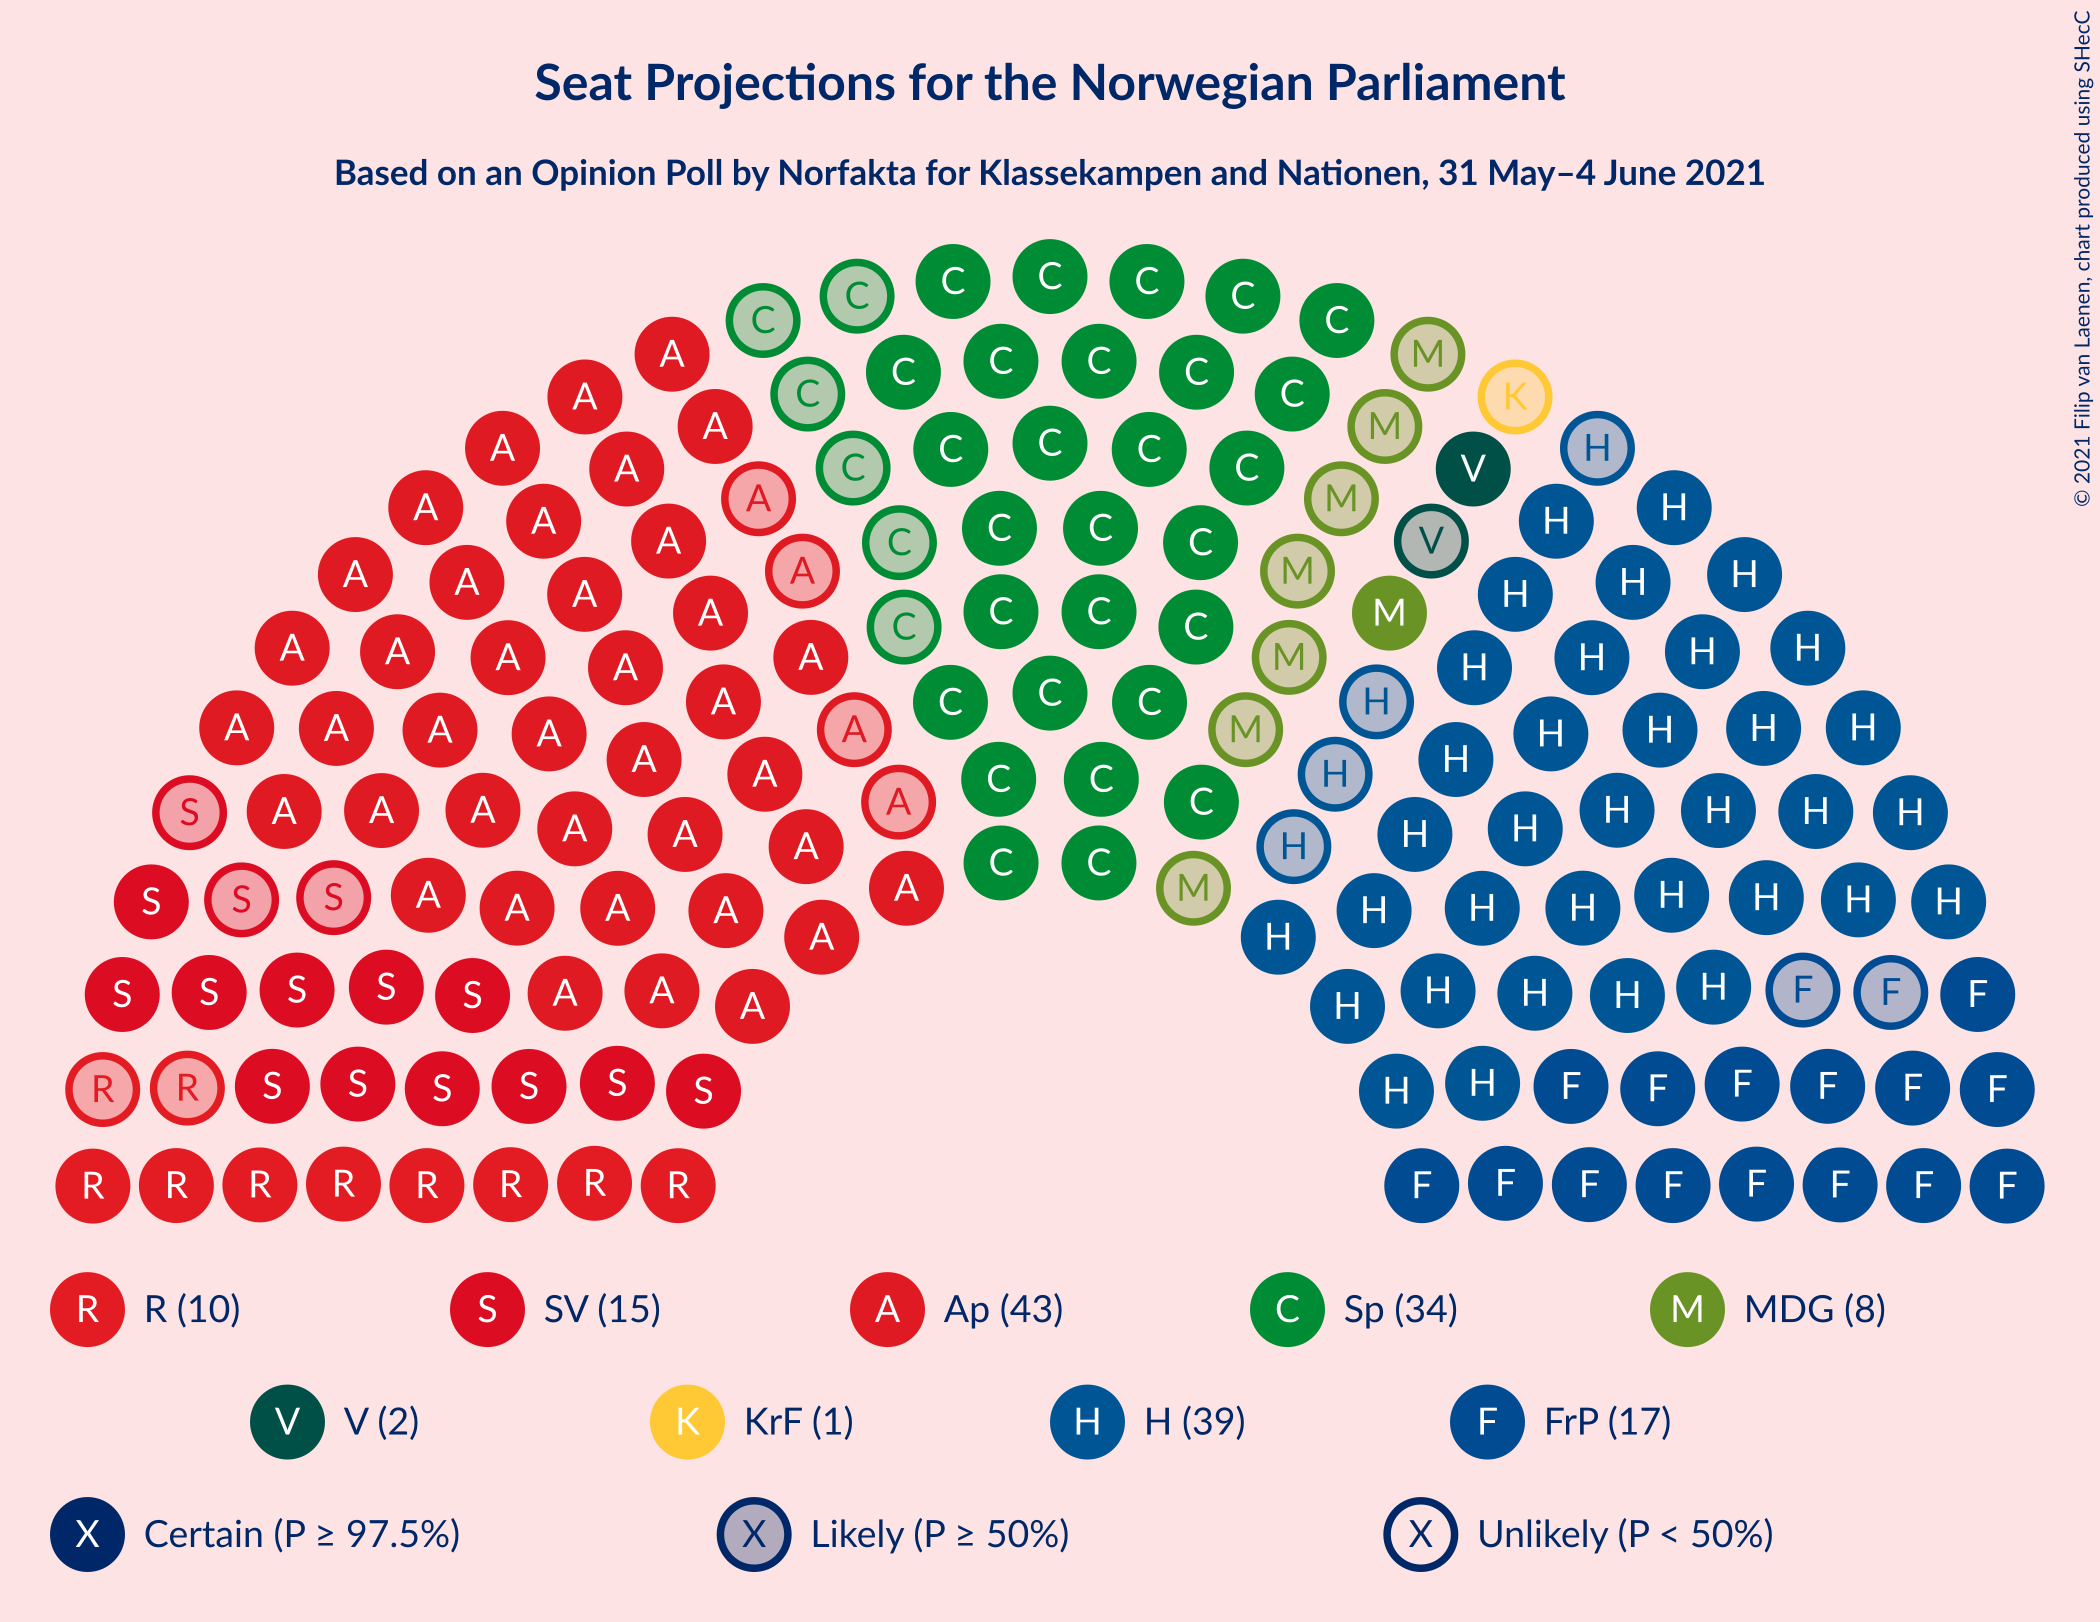 © 2021 Filip van Laenen, chart produced using SHecC
Seat Projections for the Norwegian Parliament
Based on an Opinion Poll by Norfakta for Klassekampen and Nationen, 31 May–4 June 2021
C C C C C
C C
A C C C C M
A C C K
A A C C C M H
A C C V
A A A C C M H H
A C C V
A A A A M H H H
A C C C C M
A A A A A M H H H H
A C C C H
A A A A A M H H H H
A A C C H H
S A A A A A A C H H H H H H
A C C H
S S S A A A A A M H H H H H H H
A H
S S S S S A A A H H H H H F F F
R R S S S S S S H H F F F F F F
R R R R R R R R F F F F F F F F
R R (10) S SV (15) A Ap (43) C Sp (34) M MDG (8)
V V (2) K KrF (1) H H (39) F FrP (17)
X Certain (P ≥ 97.5%) X Likely (P ≥ 50%) X Unlikely (P < 50%)